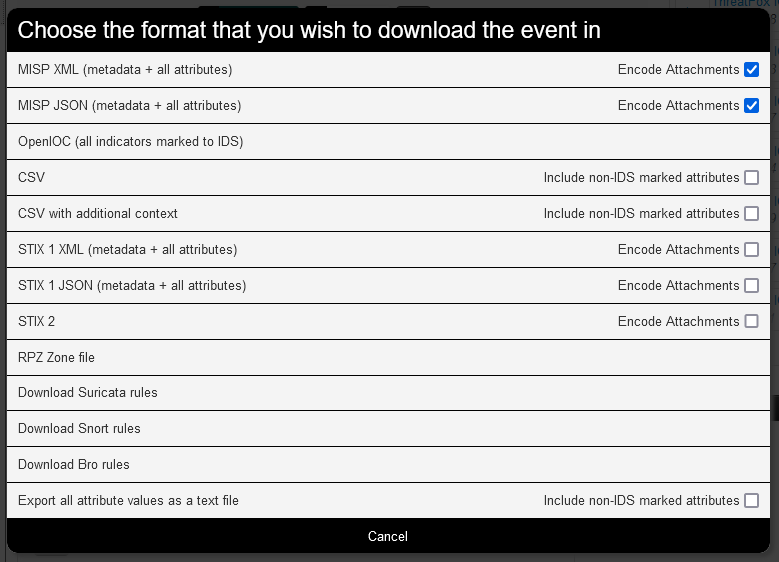 Choose the format that you wish to download the event in
MISP XML (metadata + all attributes) Encode Attachments
MISP JSON (metadata + all attributes) Encode Attachments
OpenIOC (all indicators marked to IDS)
CSV Include non-IDS marked attributes
CSV with additional context Include non-IDS marked attributes
STIX 1 XML (metadata + all attributes) Encode Attachments
STIX 1 JSON (metadata + all attributes) Encode Attachments
STIX 2 Encode Attachments
RPZ Zone file
Download Suricata rules
Download Snort rules
Download Bro rules
Export all attribute values as a text file Include non-IDS marked attributes
Cancel